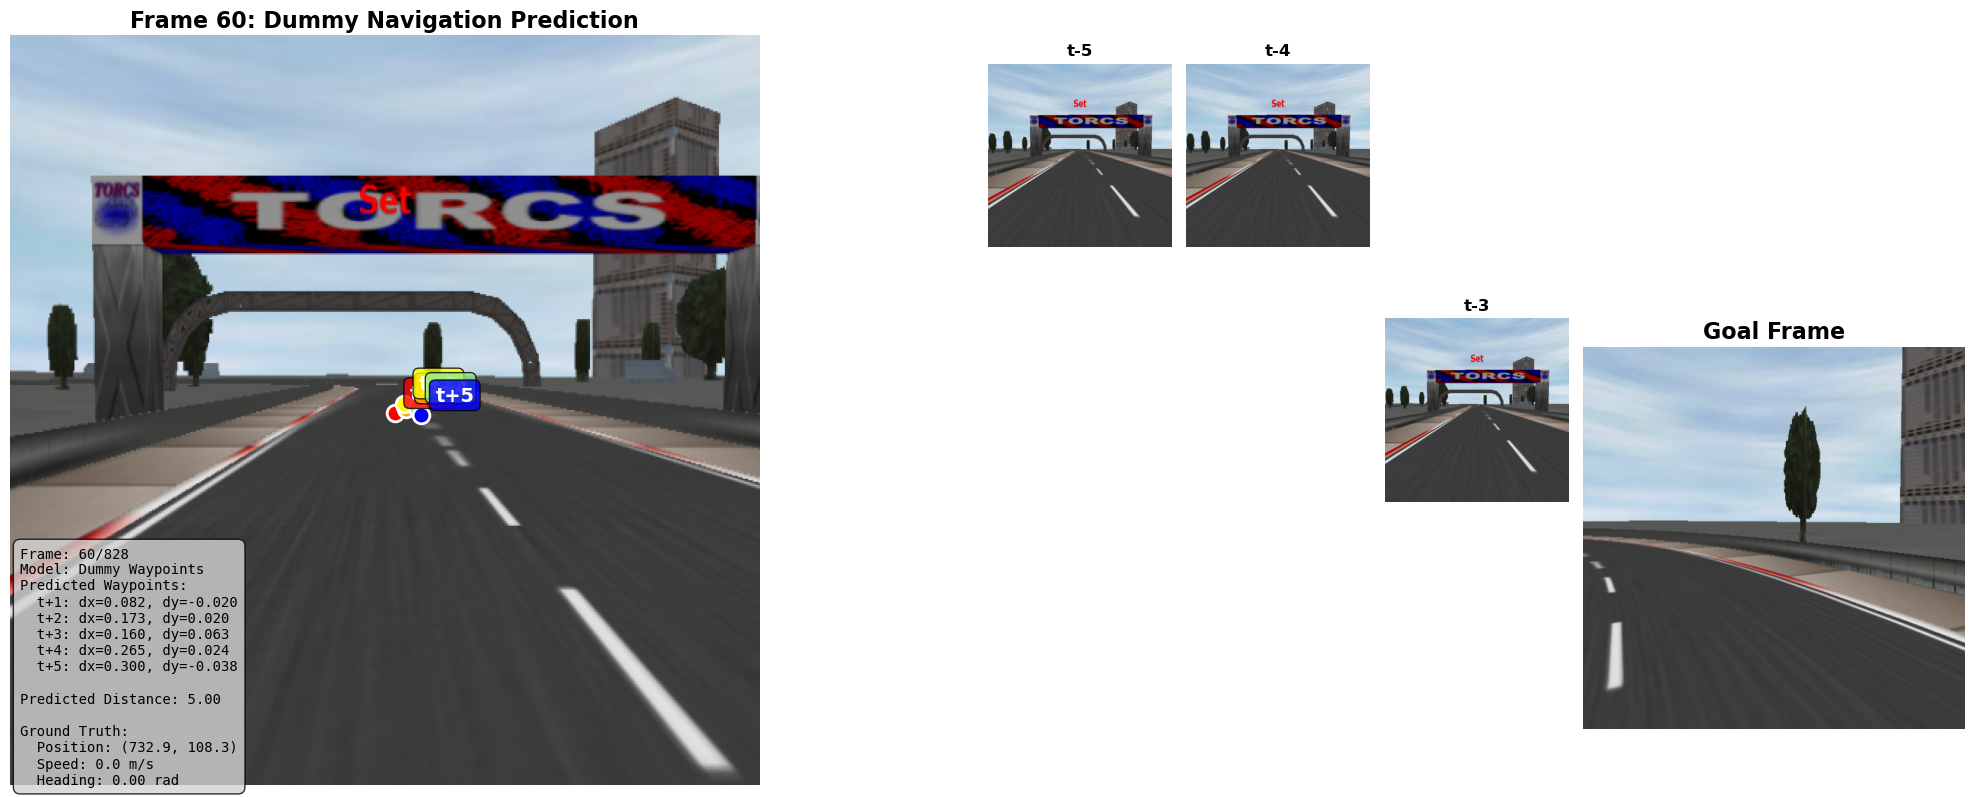 Frame 60: Dummy Navigation Prediction
TORCS
TORCS
Set
t+5
Frame: 60/828
Model: Dummy Waypoints
Predicted Waypoints:
t+1: dx=0.082, dy=-0.020
t+2: dx=0.173, dy=0.020
t+3: dx=0.160, dy=0.063
t+4: dx=0.265, dy=0.024
t+5: dx=0.300, dy=-0.038
Predicted Distance: 5.00
Ground Truth:
Position: (732.9, 108.3)
Speed: 0.0 m/s
Heading: 0.00 rad
t-5
Set
TORCS
t-4
Set
TORCS
t-3
Set
TORCS
Goal Frame